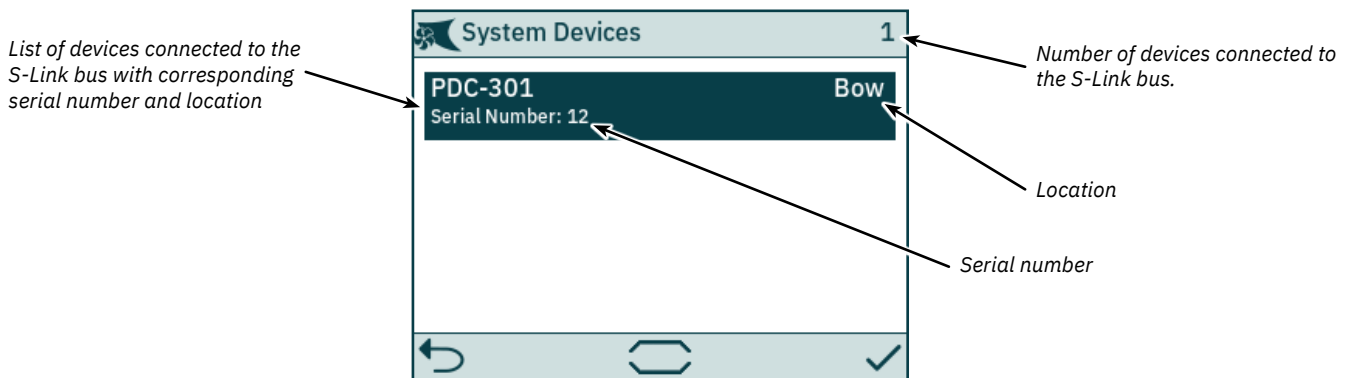 System Devices 1
List of devices connected to the
S-Link bus with corresponding
serial number and location
Number of devices connected to
the S-Link bus.
PDC-301 Bow
Serial Number: 12
Location
Serial number